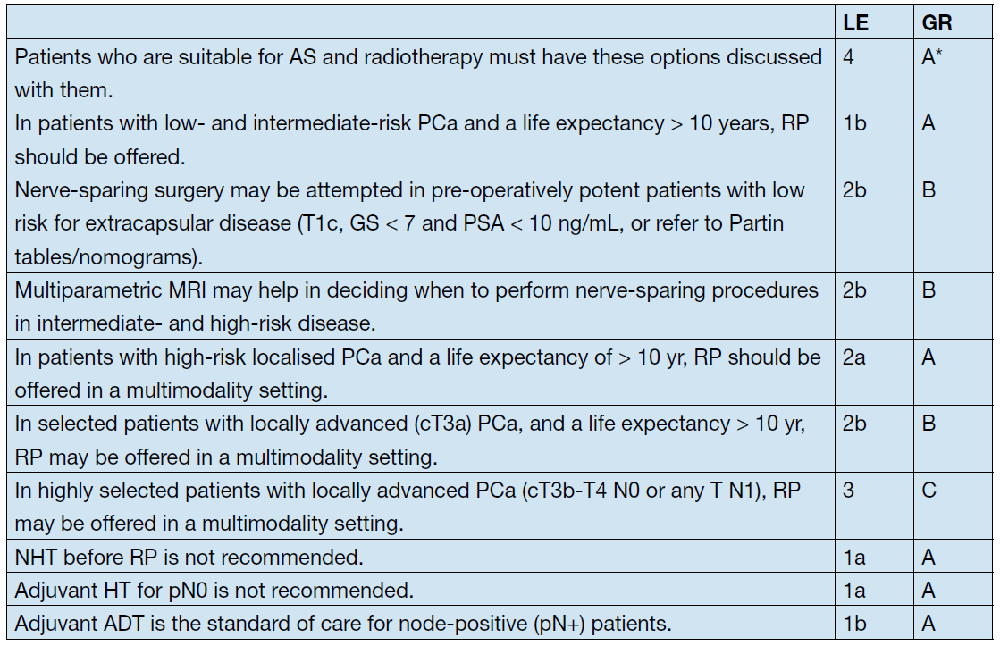 LE GR
Patients who are suitable for AS and radiotherapy must have these options discussed 4 A*
with them.
In patients with low- and intermediate-risk PCa and a life expectancy > 10 years, RP 1b A
should be offered.
Nerve-sparing surgery may be attempted in pre-operatively potent patients with low 2b B
risk for extracapsular disease (T1c, GS < 7 and PSA < 10 ng/mL, or refer to Partin
tables/nomograms).
Multiparametric MRI may help in deciding when to perform nerve-sparing procedures 2b B
in intermediate- and high-risk disease.
In patients with high-risk localised PCa and a life expectancy of > 10 yr, RP should be 2a A
offered in a multimodality setting.
In selected patients with locally advanced (cT3a) PCa, and a life expectancy > 10 yr, 2b B
RP may be offered in a multimodality setting.
In highly selected patients with locally advanced PCa (cT3b-T4 N0 or any T N1), RP 3 C
may be offered in a multimodality setting.
NHT before RP is not recommended. 1a A
Adjuvant HT for pN0 is not recommended. 1a A
Adjuvant ADT is the standard of care for node-positive (pN+) patients. 1b A